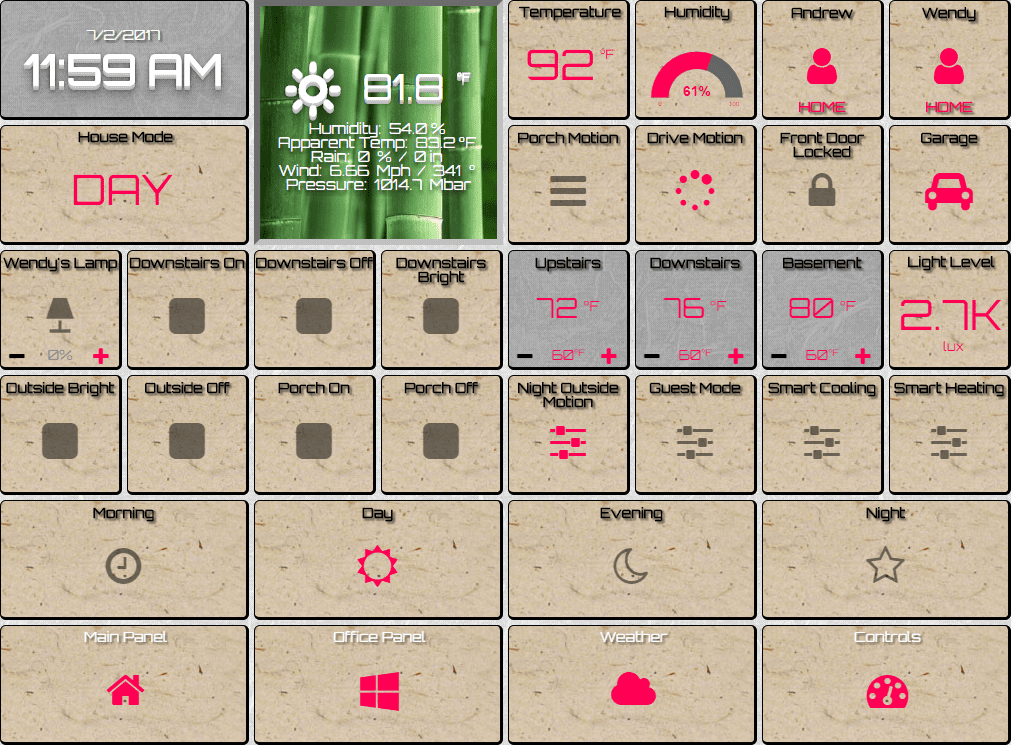 7/2/2017
11:59 AM
81.8 °F
Humidity: 54.0 %
Apparent Temp: 83.2 °F
Rain: 0 % / 0 in
Wind: 6.66 Mph / 341 °
Pressure: 1014.7 Mbar
Temperature
92 °F
Humidity
61%
0 100
Andrew
HOME
Wendy
HOME
House Mode
DAY
Porch Motion
Drive Motion
Front Door
Locked
Garage
Wendy's Lamp
0%
Downstairs On
Downstairs Off
Downstairs
Bright
Upstairs
72 °F
60°F
Downstairs
76 °F
60°F
Basement
80 °F
60°F
Light Level
2.7K
lux
Outside Bright
Outside Off
Porch On
Porch Off
Night Outside
Motion
Guest Mode
Smart Cooling
Smart Heating
Morning
Day
Evening
Night
Main Panel
Office Panel
Weather
Controls